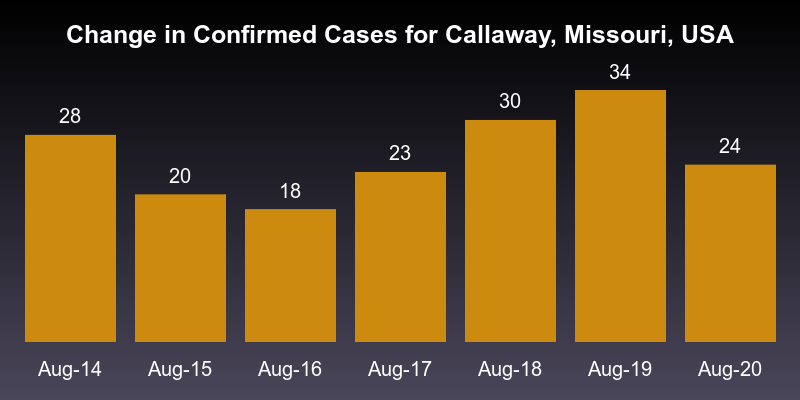 Change in Confirmed Cases for Callaway, Missouri, USA
28
20
18
23
30
34
24
Aug-14
Aug-15
Aug-16
Aug-17
Aug-18
Aug-19
Aug-20